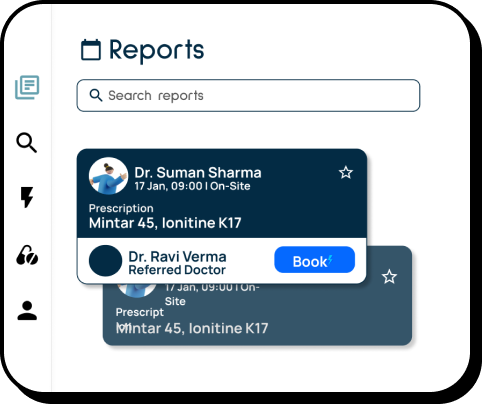 Reports
Search reports
Dr. Suman Sharma
17 Jan, 09:00 | On-Site
Prescription
Mintar 45, Ionitine K17
Dr. Ravi Verma
Referred Doctor
Book
17 Jan, 09:00 | On-
Site
Prescript
ion
Mintar 45, Ionitine K17